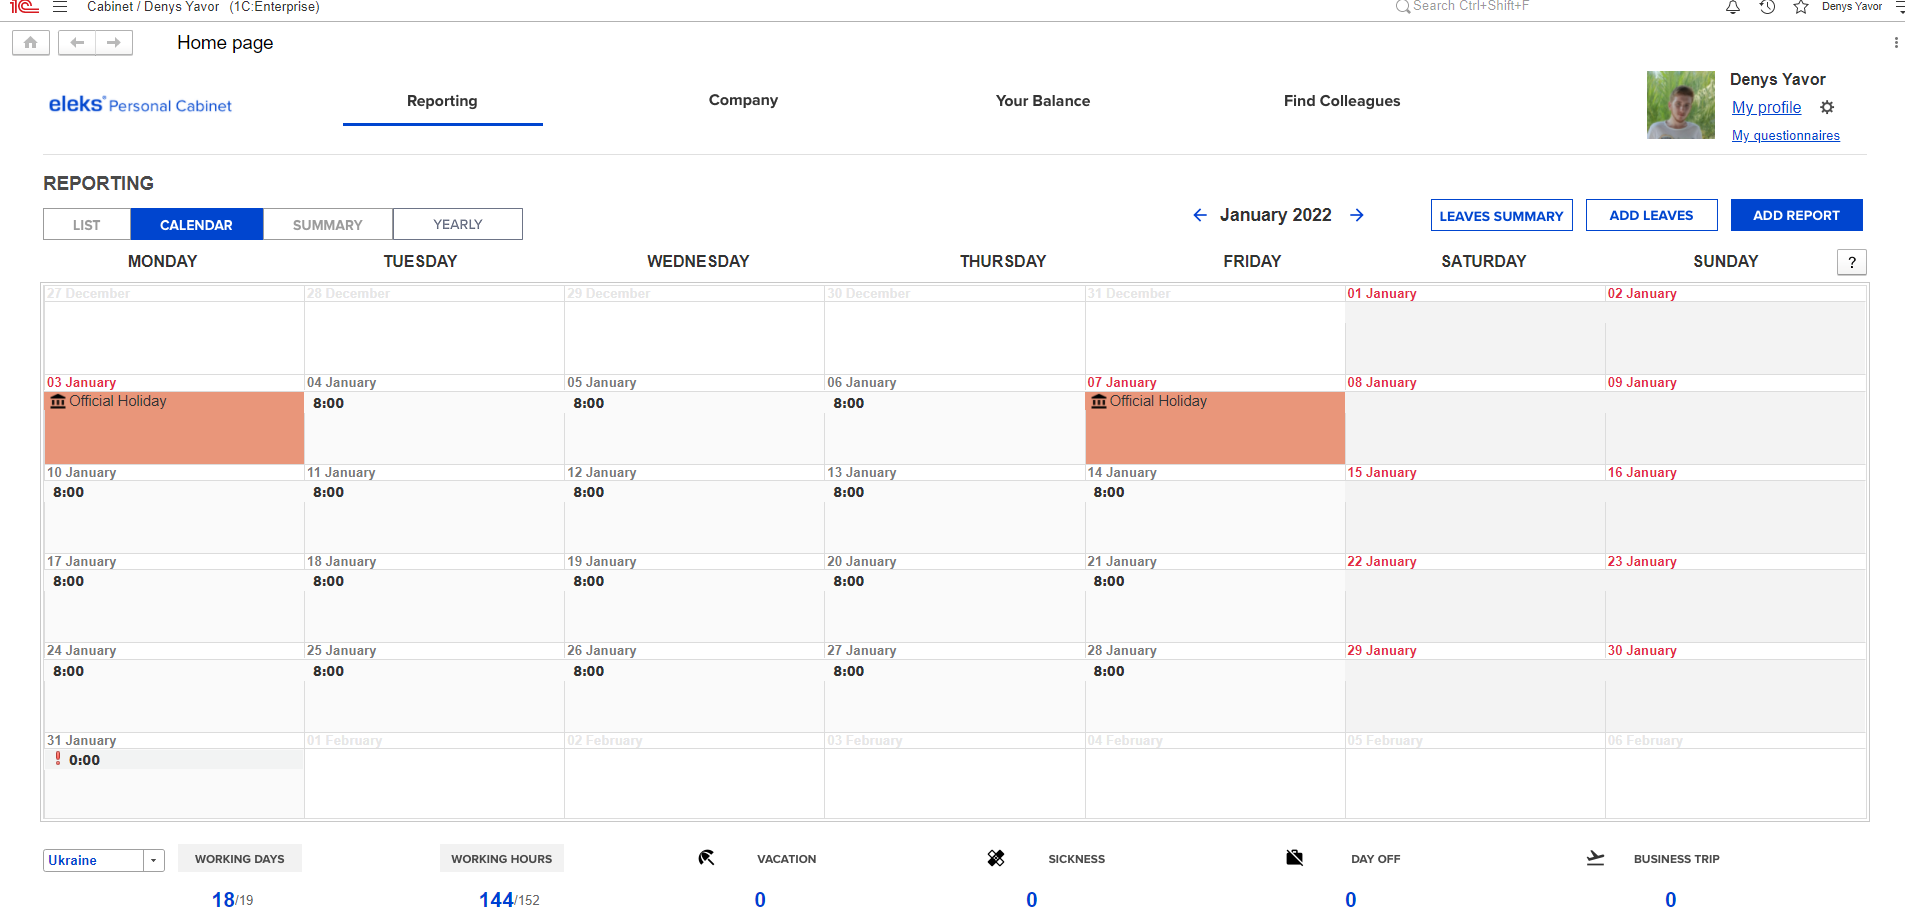 1C Cabinet / Denys Yavor (1C:Enterprise) Search Ctrl+Shift+F Denys Yavor
Home page
eleks® Personal Cabinet Reporting Company Your Balance Find Colleagues
Denys Yavor
My profile
My questionnaires
REPORTING
LIST CALENDAR SUMMARY YEARLY January 2022 LEAVES SUMMARY ADD LEAVES ADD REPORT
MONDAY TUESDAY WEDNESDAY THURSDAY FRIDAY SATURDAY SUNDAY ?
27 December 28 December 29 December 30 December 31 December 01 January 02 January
03 January 04 January 05 January 06 January 07 January 08 January 09 January
Official Holiday 8:00 8:00 8:00 Official Holiday
10 January 11 January 12 January 13 January 14 January 15 January 16 January
8:00 8:00 8:00 8:00 8:00
17 January 18 January 19 January 20 January 21 January 22 January 23 January
8:00 8:00 8:00 8:00 8:00
24 January 25 January 26 January 27 January 28 January 29 January 30 January
8:00 8:00 8:00 8:00 8:00
31 January 01 February 02 February 03 February 04 February 05 February 06 February
! 0:00
Ukraine WORKING DAYS WORKING HOURS VACATION SICKNESS DAY OFF BUSINESS TRIP
18/19 144/152 0 0 0 0